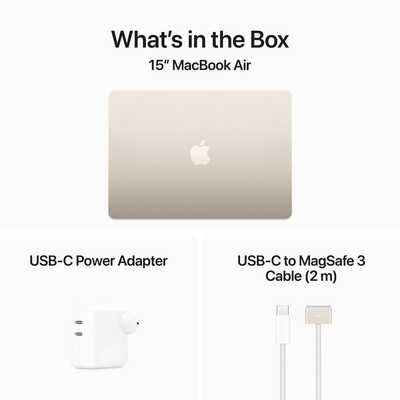 What’s in the Box
15” MacBook Air
USB-C Power Adapter
USB-C to MagSafe 3
Cable (2 m)